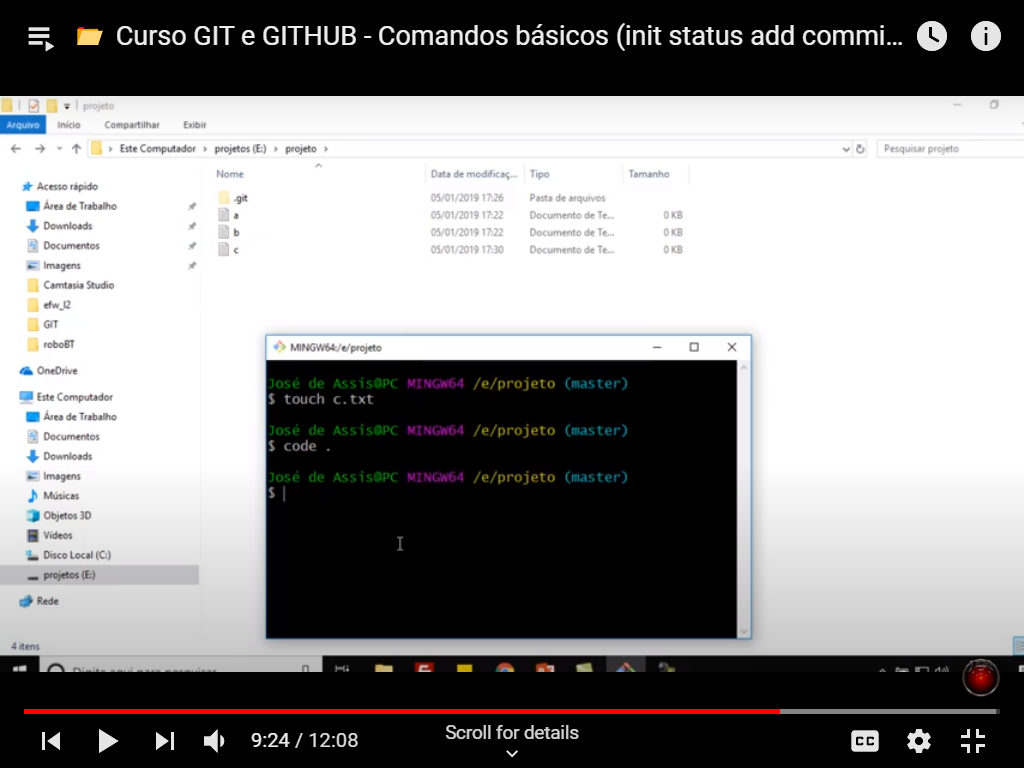 Curso GIT e GITHUB - Comandos básicos (init status add commi...
projeto
Arquivo Início Compartilhar Exibir
Este Computador > projetos (E:) > projeto >
Pesquisar projeto
Nome Data de modificaç... Tipo Tamanho
.git 05/01/2019 17:26 Pasta de arquivos
a 05/01/2019 17:22 Documento de Te... 0 KB
b 05/01/2019 17:22 Documento de Te... 0 KB
c 05/01/2019 17:30 Documento de Te... 0 KB
Acesso rápido
Área de Trabalho
Downloads
Documentos
Imagens
Camtasia Studio
efw_l2
GIT
roboBT
OneDrive
Este Computador
Área de Trabalho
Documentos
Downloads
Imagens
Músicas
Objetos 3D
Vídeos
Disco Local (C:)
projetos (E:)
Rede
4 itens
MINGW64:/e/projeto
José de Assis@PC MINGW64 /e/projeto (master)
$ touch c.txt
José de Assis@PC MINGW64 /e/projeto (master)
$ code .
José de Assis@PC MINGW64 /e/projeto (master)
$
Digite aqui para pesquisar
9:24 / 12:08
Scroll for details
CC